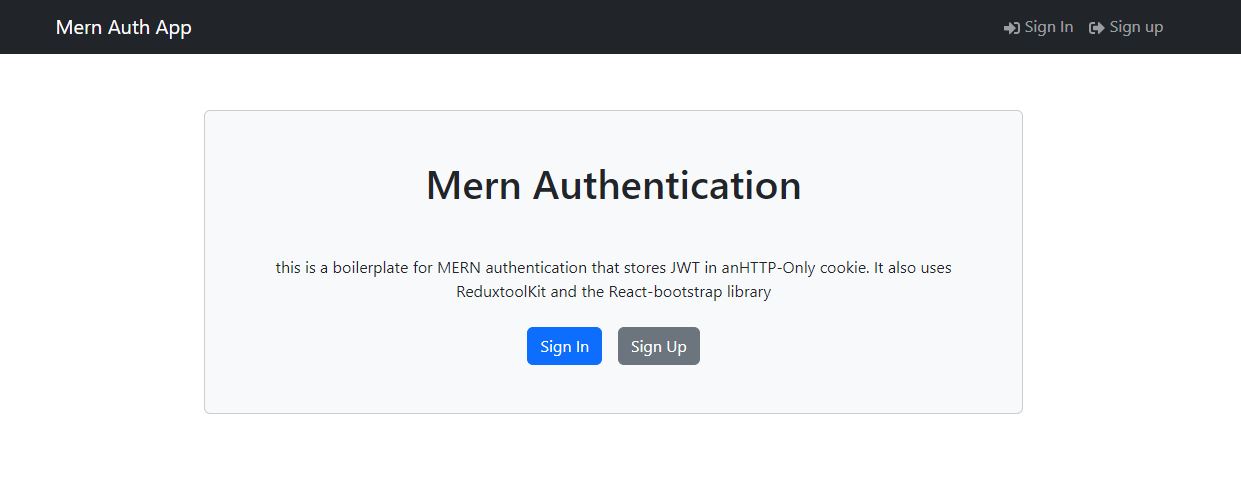 Mern Auth App
Sign In
Sign up
Mern Authentication
this is a boilerplate for MERN authentication that stores JWT in anHTTP-Only cookie. It also uses
ReduxtoolKit and the React-bootstrap library
Sign In
Sign Up